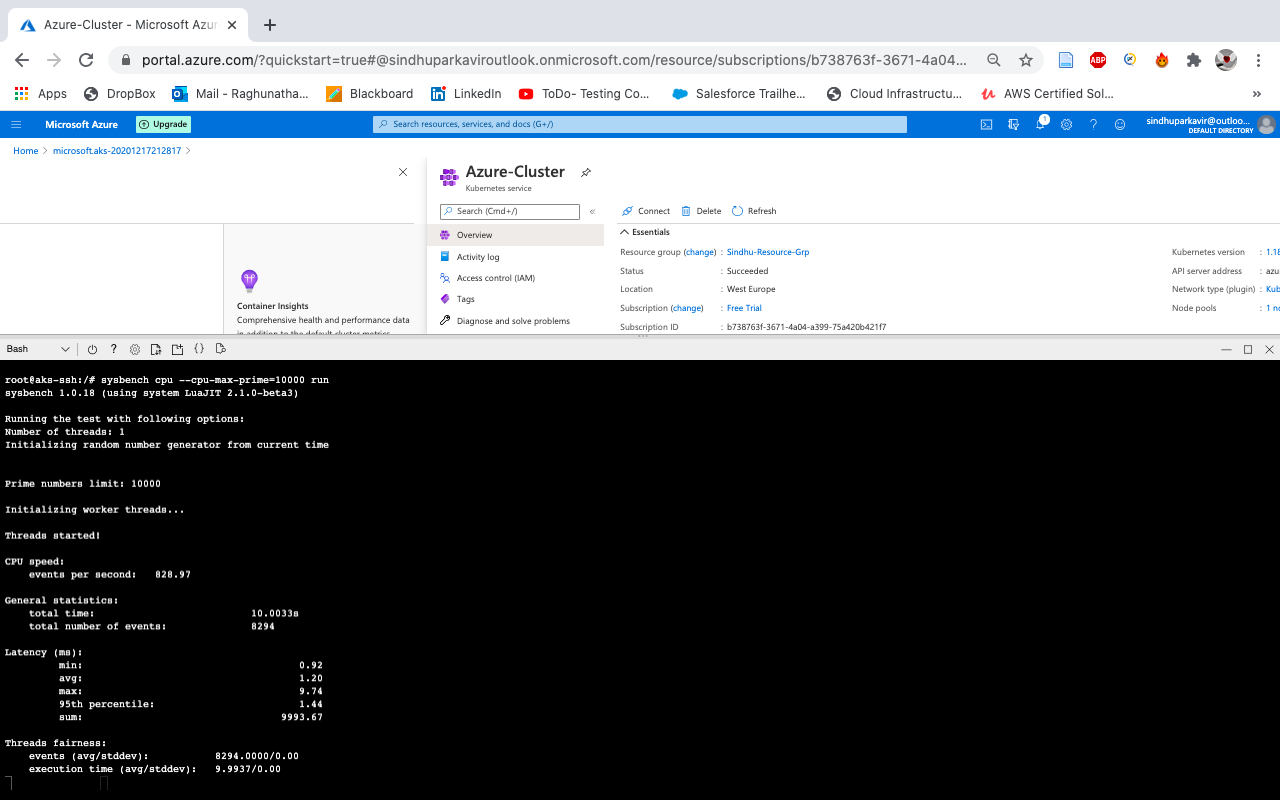 Azure-Cluster - Microsoft Azur
portal.azure.com/?quickstart=true#@sindhuparkaviroutlook.onmicrosoft.com/resource/subscriptions/b738763f-3671-4a04...
ABP
Apps
DropBox
Mail - Raghunatha...
Blackboard
LinkedIn
ToDo- Testing Co...
Salesforce Trailhe...
Cloud Infrastructu...
AWS Certified Sol...
»
Microsoft Azure
Upgrade
Search resources, services, and docs (G+/)
1
sindhuparkavir@outloo...
DEFAULT DIRECTORY
Home > microsoft.aks-20201217212817 >
Azure-Cluster
Kubernetes service
Search (Cmd+/)
«
Connect
Delete
Refresh
Overview
Activity log
Access control (IAM)
Tags
Diagnose and solve problems
Essentials
Resource group (change) : Sindhu-Resource-Grp
Status : Succeeded
Location : West Europe
Subscription (change) : Free Trial
Subscription ID : b738763f-3671-4a04-a399-75a420b421f7
Kubernetes version : 1.18
API server address : azu
Network type (plugin) : Kub
Node pools : 1 no
Container Insights
Comprehensive health and performance data
in addition to the default cluster metrics
Bash
root@aks-ssh:/# sysbench cpu --cpu-max-prime=10000 run
sysbench 1.0.18 (using system LuaJIT 2.1.0-beta3)
Running the test with following options:
Number of threads: 1
Initializing random number generator from current time
Prime numbers limit: 10000
Initializing worker threads...
Threads started!
CPU speed:
events per second: 828.97
General statistics:
total time: 10.0033s
total number of events: 8294
Latency (ms):
min: 0.92
avg: 1.20
max: 9.74
95th percentile: 1.44
sum: 9993.67
Threads fairness:
events (avg/stddev): 8294.0000/0.00
execution time (avg/stddev): 9.9937/0.00